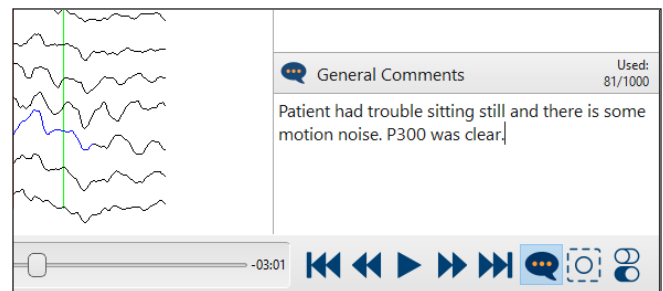 General Comments
Used:
81/1000
Patient had trouble sitting still and there is some
motion noise. P300 was clear.
-03:01